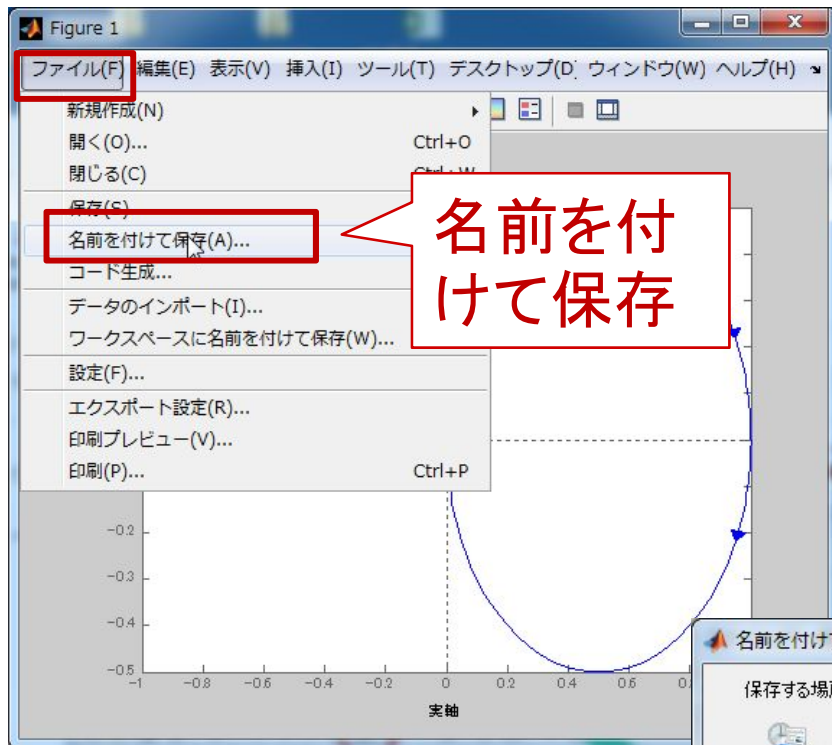 Figure 1
ファイル(F) 編集(E) 表示(V) 挿入(I) ツール(T) デスクトップ(D) ウィンドウ(W) ヘルプ(H)
新規作成(N)
開く(O)... Ctrl+O
閉じる(C) Ctrl+W
保存(S)
名前を付けて保存(A)...
名前を付
けて保存
コード生成...
データのインポート(I)...
ワークスペースに名前を付けて保存(W)...
設定(F)...
エクスポート設定(R)...
印刷プレビュー(V)...
印刷(P)... Ctrl+P
-0.2
-0.3
-0.4
-0.5
-1 -0.8 -0.6 -0.4 -0.2 0 0.2 0.4 0.6
実軸
名前を付け
保存する場